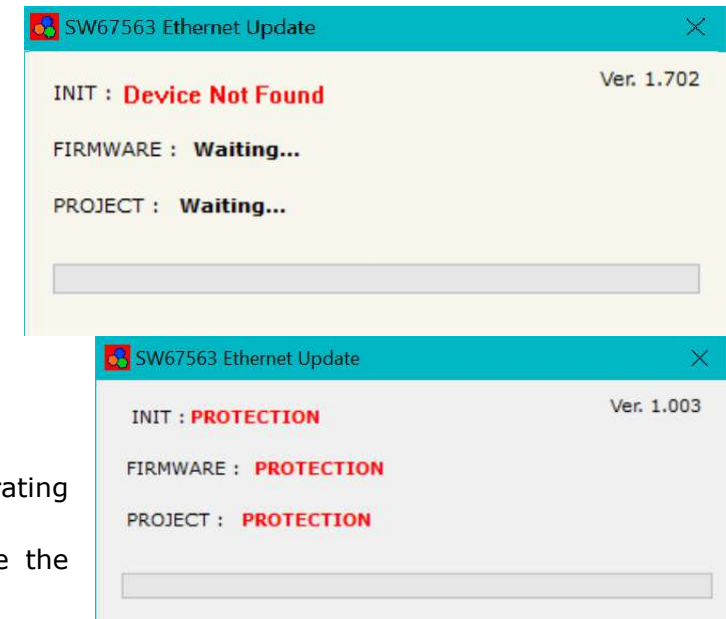 SW67563 Ethernet Update
Ver. 1.702
INIT : Device Not Found
FIRMWARE : Waiting...
PROJECT : Waiting...
SW67563 Ethernet Update
Ver. 1.003
INIT : PROTECTION
FIRMWARE : PROTECTION
PROJECT : PROTECTION
the